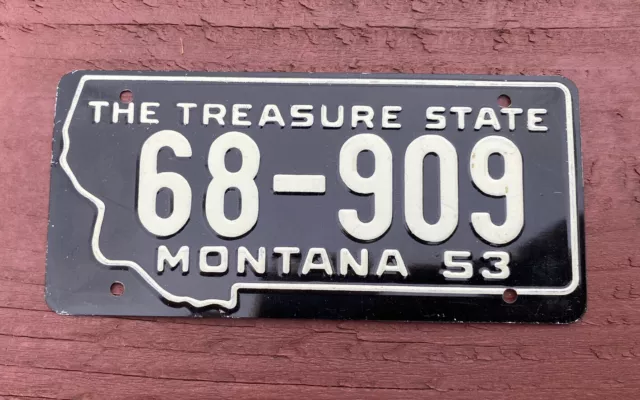 THE TREASURE STATE
68-909
MONTANA 53